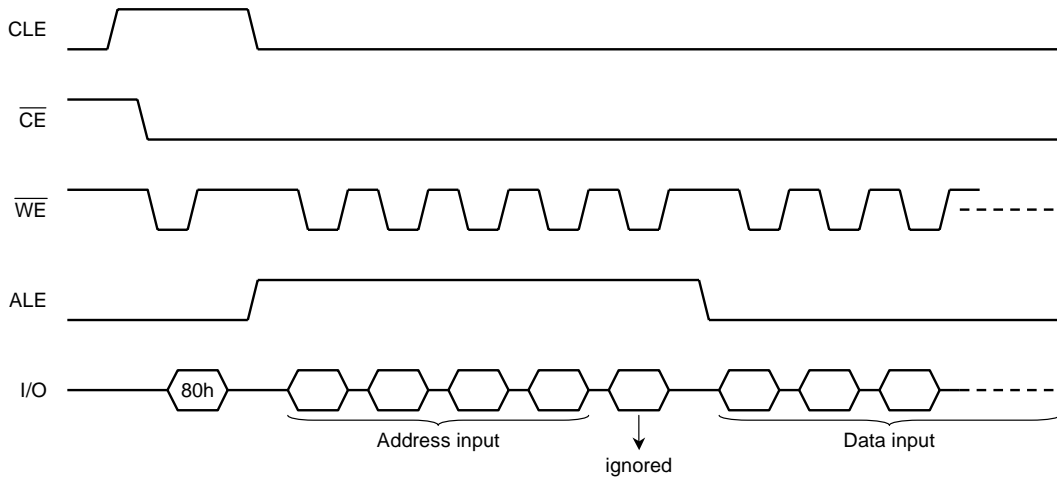 CLE
CE
WE
ALE
I/O
80h
Address input
Data input
ignored